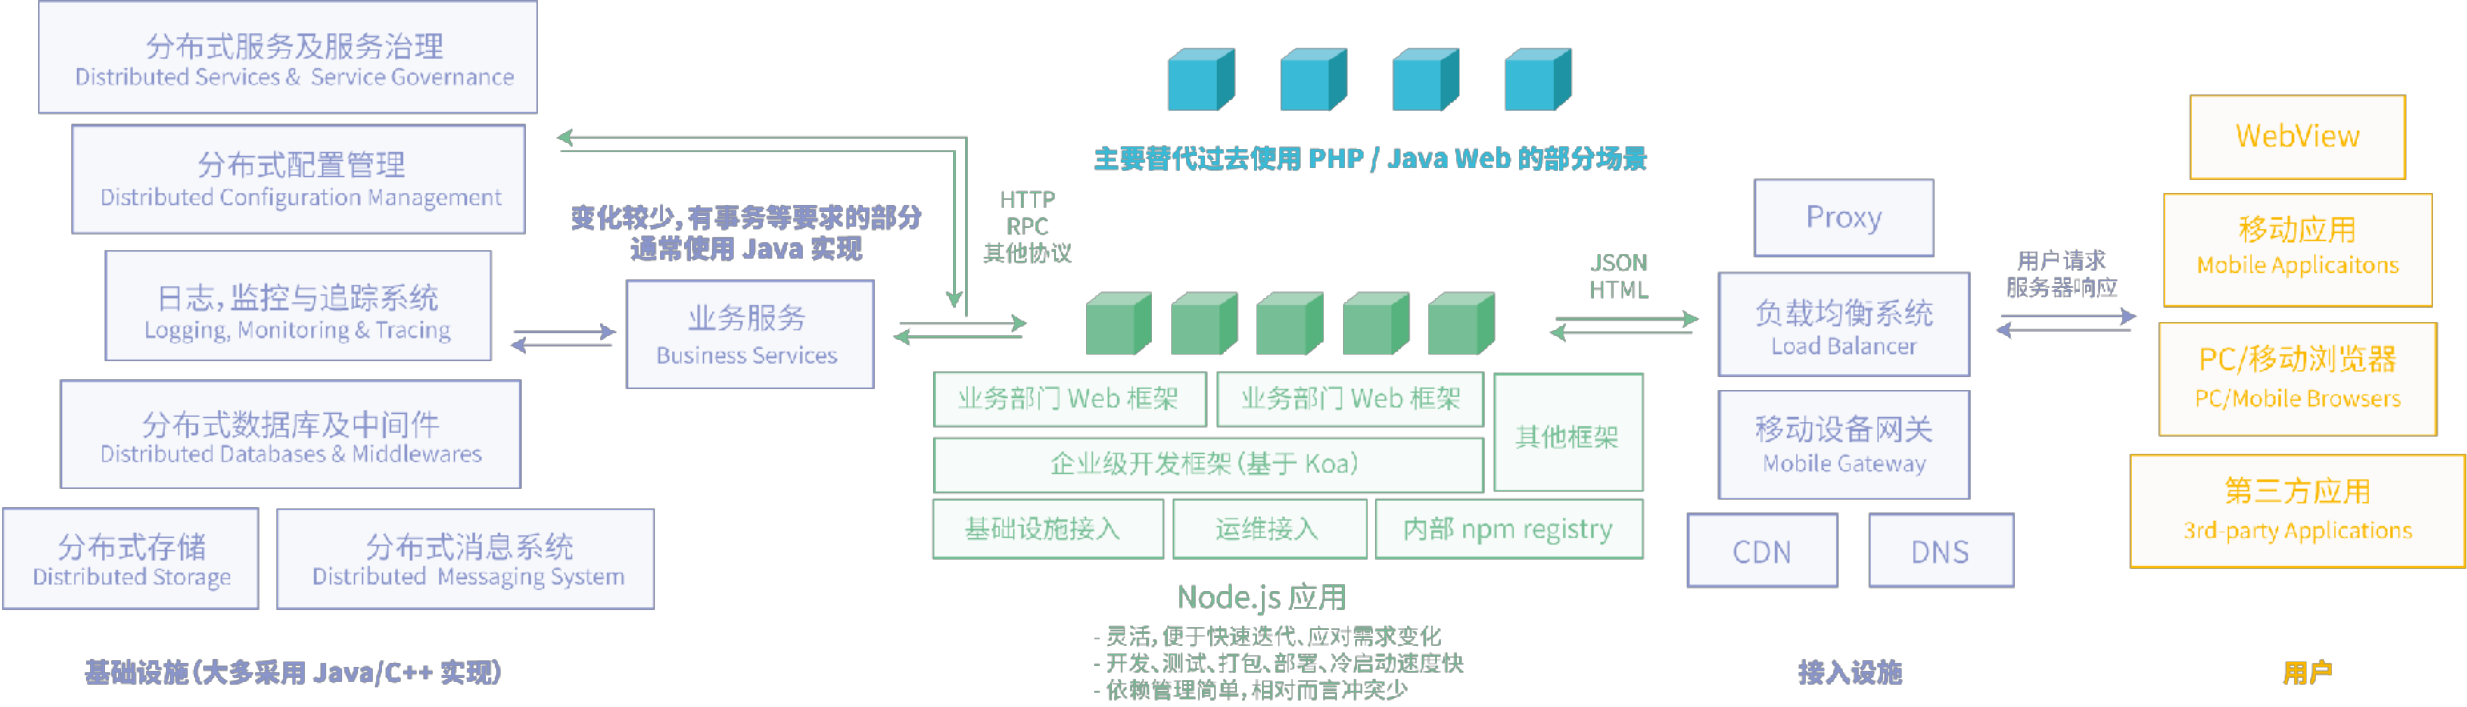 分布式服务及服务治理
Distributed Services & Service Governance
分布式配置管理
Distributed Configuration Management
日志，监控与追踪系统
Logging, Monitoring & Tracing
分布式数据库及中间件
Distributed Databases & Middlewares
分布式存储
Distributed Storage
分布式消息系统
Distributed Messaging System
基础设施（大多采用 Java/C++ 实现）
变化较少，有事务等要求的部分
通常使用 Java 实现
业务服务
Business Services
HTTP
RPC
其他协议
主要替代过去使用 PHP / Java Web 的部分场景
业务部门 Web 框架
业务部门 Web 框架
其他框架
企业级开发框架（基于 Koa）
基础设施接入
运维接入
内部 npm registry
Node.js 应用
- 灵活，便于快速迭代、应对需求变化
- 开发、测试、打包、部署、冷启动速度快
- 依赖管理简单，相对而言冲突少
JSON
HTML
Proxy
负载均衡系统
Load Balancer
移动设备网关
Mobile Gateway
CDN
DNS
接入设施
用户请求
服务器响应
WebView
移动应用
Mobile Applicaitons
PC/移动浏览器
PC/Mobile Browsers
第三方应用
3rd-party Applications
用户